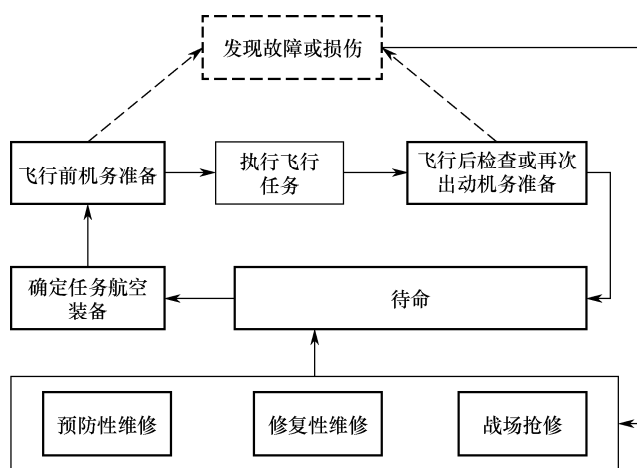 发现故障或损伤
飞行前机务准备
执行飞行
任务
飞行后检查或再次
出动机务准备
确定任务航空
装备
待命
预防性维修
修复性维修
战场抢修